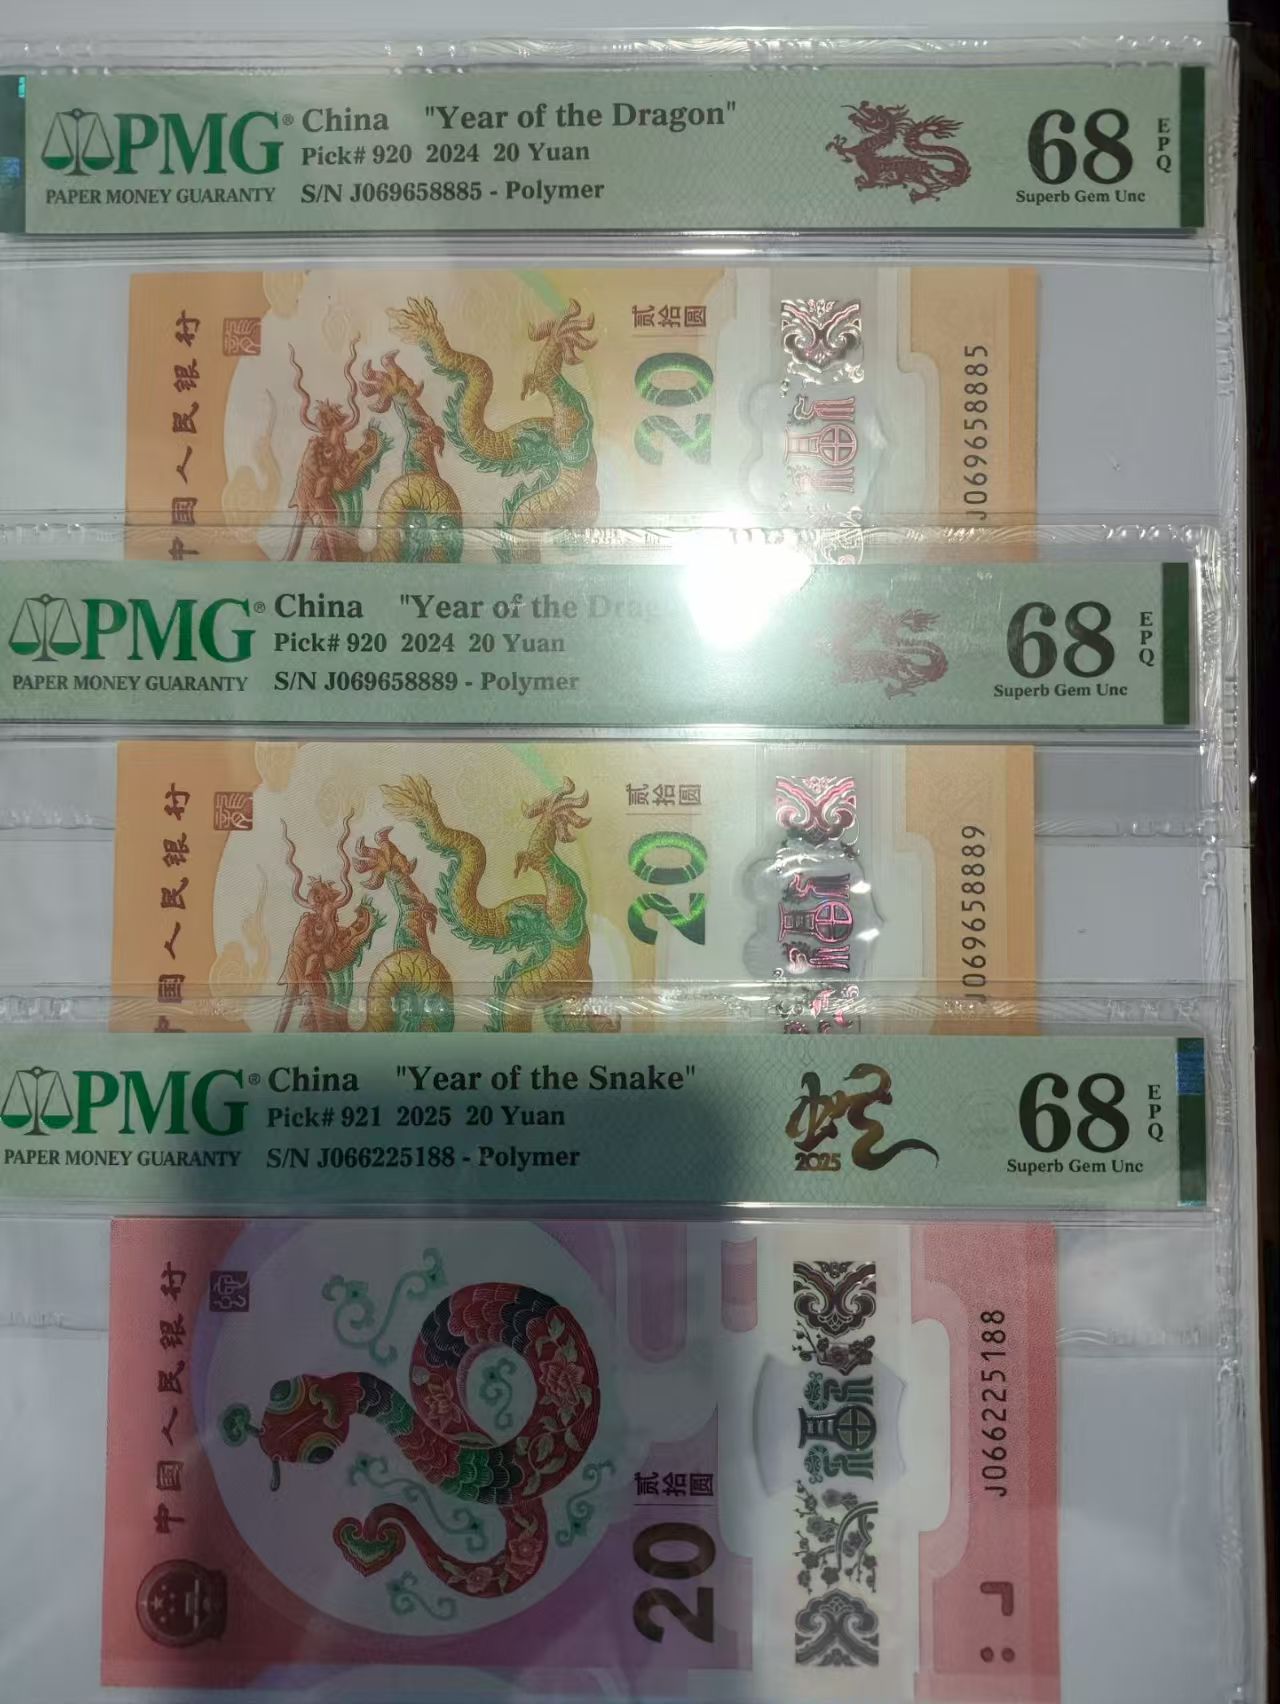 PMG® China "Year of the Dragon" 68 EPQ
Pick# 920 2024 20 Yuan
PAPER MONEY GUARANTY S/N J069658885 - Polymer Superb Gem Unc
中国人民银行
贰拾圆
20
福
J069658885
PMG® China "Year of the Drag
68 EPQ
Pick# 920 2024 20 Yuan
PAPER MONEY GUARANTY S/N J069658889 - Polymer Superb Gem Unc
中国人民银行
贰拾圆
20
福
J069658889
PMG® China "Year of the Snake" 68 EPQ
Pick# 921 2025 20 Yuan
PAPER MONEY GUARANTY S/N J066225188 - Polymer 2025 Superb Gem Unc
中国人民银行
贰拾圆
20
福
J066225188